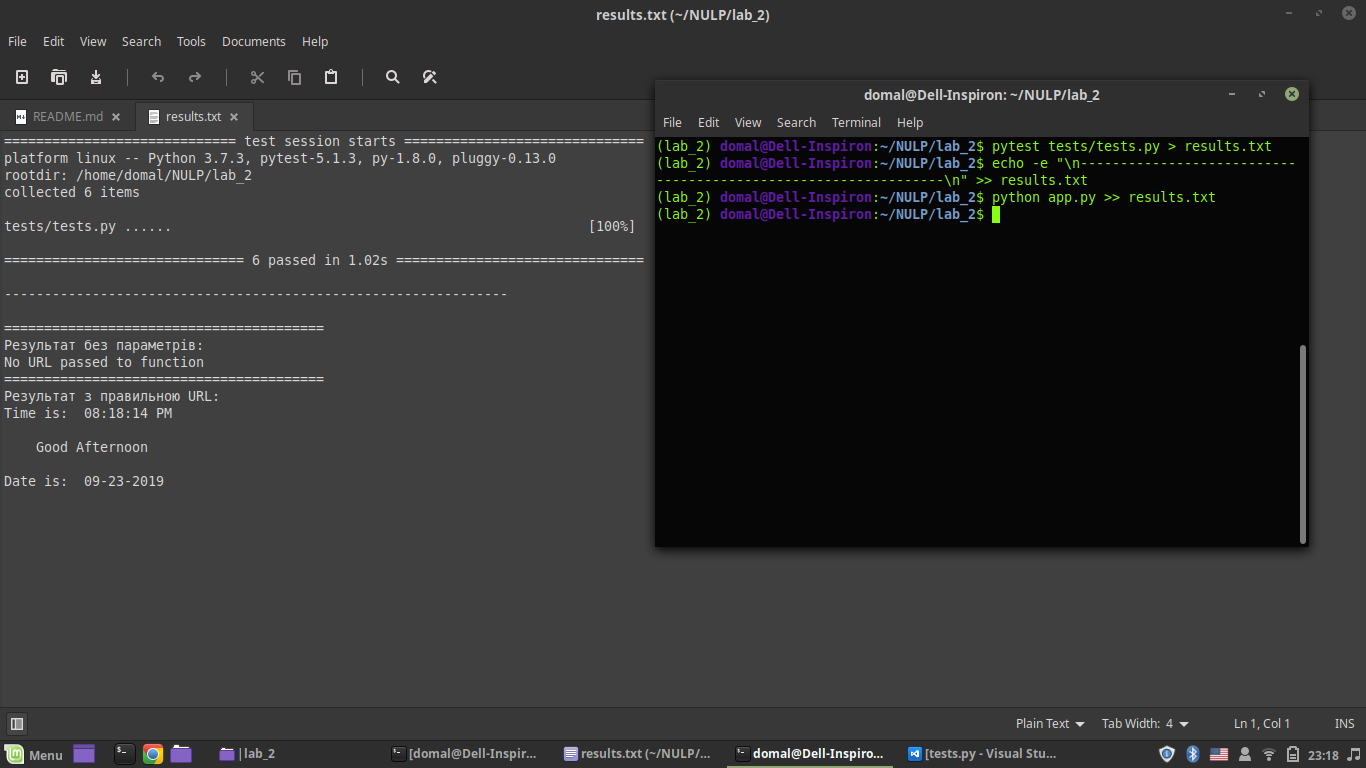 results.txt (~/NULP/lab_2)
File Edit View Search Tools Documents Help
README.md
results.txt
============================= test session starts ==============================
platform linux -- Python 3.7.3, pytest-5.1.3, py-1.8.0, pluggy-0.13.0
rootdir: /home/domal/NULP/lab_2
collected 6 items
tests/tests.py ...... [100%]
============================== 6 passed in 1.02s ===============================
---------------------------------------------------------------
========================================
Результат без параметрів:
No URL passed to function
========================================
Результат з правильною URL:
Time is:  08:18:14 PM
Good Afternoon
Date is:  09-23-2019
domal@Dell-Inspiron: ~/NULP/lab_2
File Edit View Search Terminal Help
(lab_2) domal@Dell-Inspiron:~/NULP/lab_2$ pytest tests/tests.py > results.txt
(lab_2) domal@Dell-Inspiron:~/NULP/lab_2$ echo -e "\n---------------------------
------------------------------------\n" >> results.txt
(lab_2) domal@Dell-Inspiron:~/NULP/lab_2$ python app.py >> results.txt
(lab_2) domal@Dell-Inspiron:~/NULP/lab_2$
Plain Text Tab Width: 4 Ln 1, Col 1 INS
Menu |lab_2 [domal@Dell-Inspir... results.txt (~/NULP/... domal@Dell-Inspiro... [tests.py - Visual Stu... 23:18